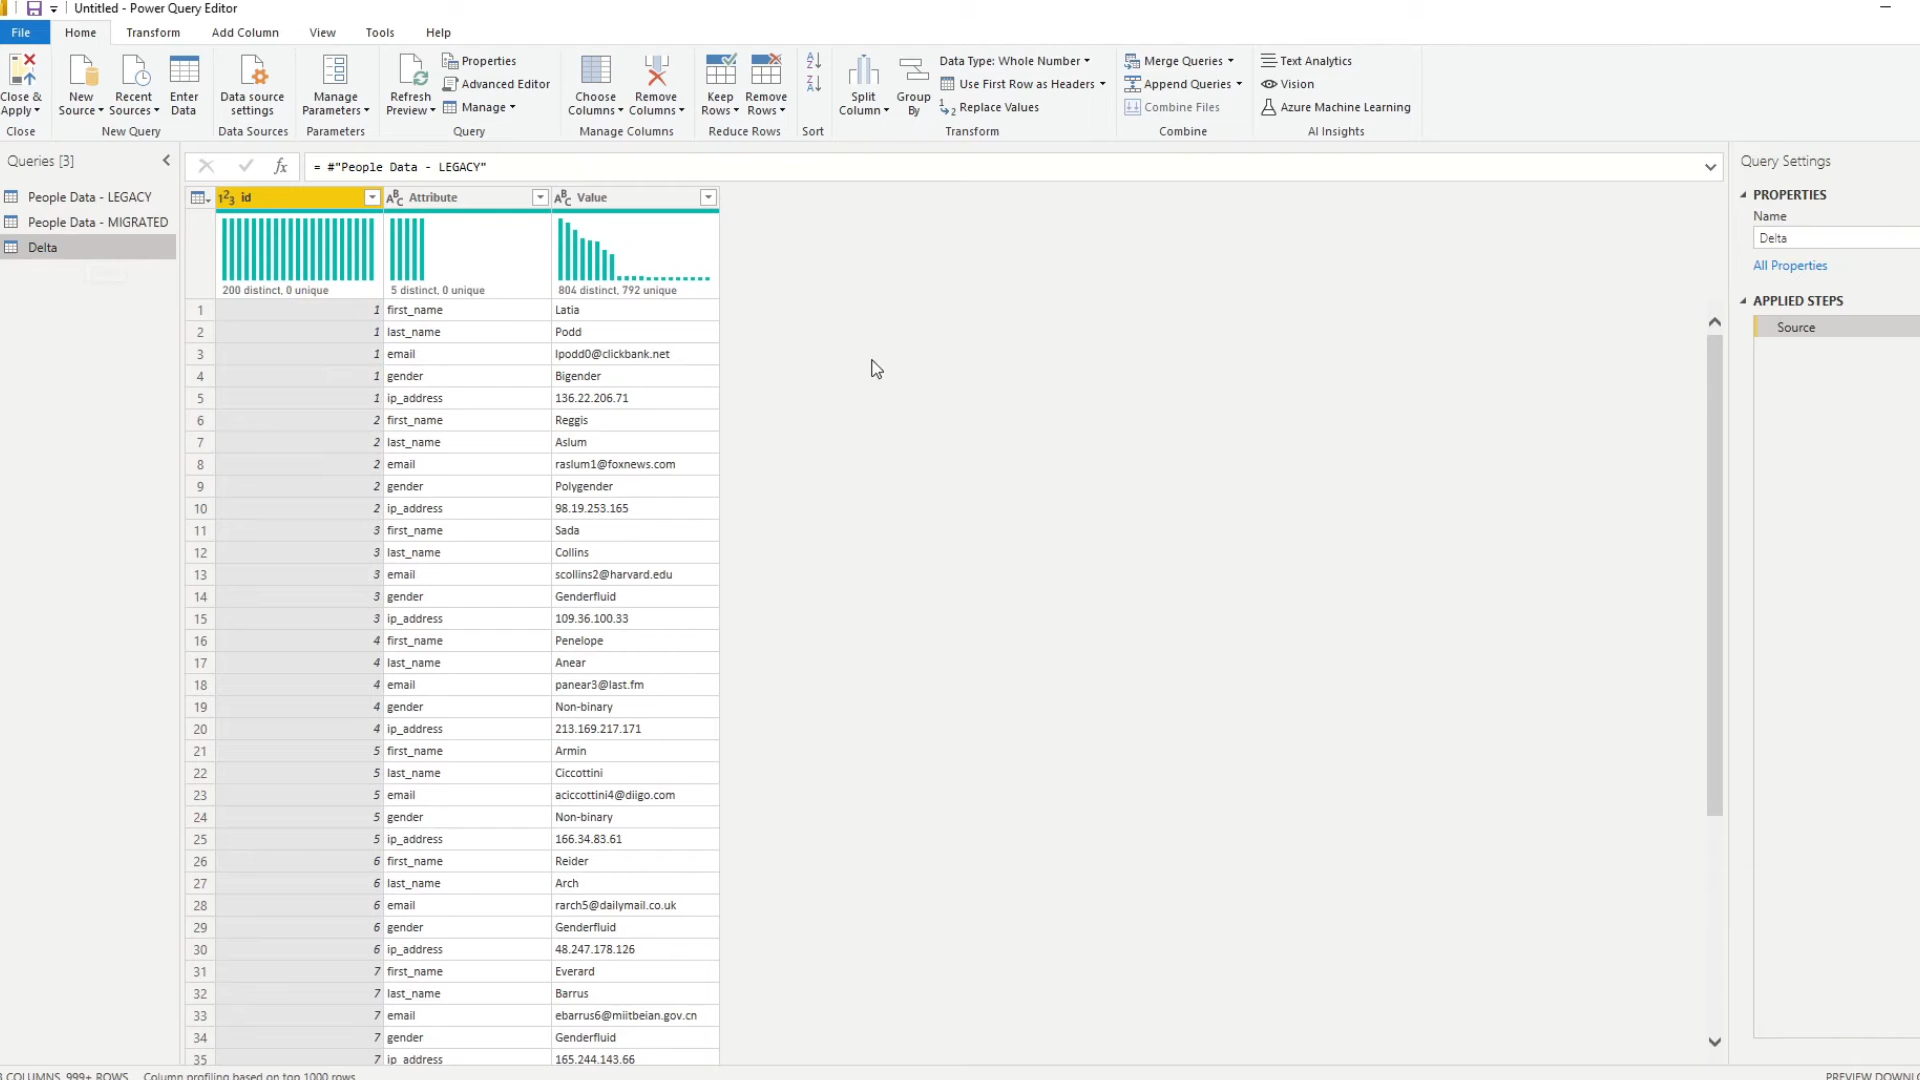 Untitled - Power Query Editor
File Home Transform Add Column View Tools Help
Close & Apply
New Source
Recent Sources
Enter Data
Data source settings
Manage Parameters
Refresh Preview
Properties
Advanced Editor
Manage
Choose Columns
Remove Columns
Keep Rows
Remove Rows
Split Column
Group By
Data Type: Whole Number
Use First Row as Headers
Replace Values
Merge Queries
Append Queries
Combine Files
Text Analytics
Vision
Azure Machine Learning
Close New Query Data Sources Parameters Query Manage Columns Reduce Rows Sort Transform Combine AI Insights
Queries [3]
People Data - LEGACY
People Data - MIGRATED
Delta
= #"People Data - LEGACY"
id Attribute Value
200 distinct, 0 unique 5 distinct, 0 unique 804 distinct, 792 unique
1 1 first_name Latia
2 1 last_name Podd
3 1 email lpodd0@clickbank.net
4 1 gender Bigender
5 1 ip_address 136.22.206.71
6 2 first_name Reggis
7 2 last_name Aslum
8 2 email raslum1@foxnews.com
9 2 gender Polygender
10 2 ip_address 98.19.253.165
11 3 first_name Sada
12 3 last_name Collins
13 3 email scollins2@harvard.edu
14 3 gender Genderfluid
15 3 ip_address 109.36.100.33
16 4 first_name Penelope
17 4 last_name Anear
18 4 email panear3@last.fm
19 4 gender Non-binary
20 4 ip_address 213.169.217.171
21 5 first_name Armin
22 5 last_name Ciccottini
23 5 email aciccottini4@diigo.com
24 5 gender Non-binary
25 5 ip_address 166.34.83.61
26 6 first_name Reider
27 6 last_name Arch
28 6 email rarch5@dailymail.co.uk
29 6 gender Genderfluid
30 6 ip_address 48.247.178.126
31 7 first_name Everard
32 7 last_name Barrus
33 7 email ebarrus6@miitbeian.gov.cn
34 7 gender Genderfluid
35 7 ip_address 165.244.143.66
Query Settings
PROPERTIES
Name
Delta
All Properties
APPLIED STEPS
Source
COLUMNS, 999+ ROWS Column profiling based on top 1000 rows
PREVIEW